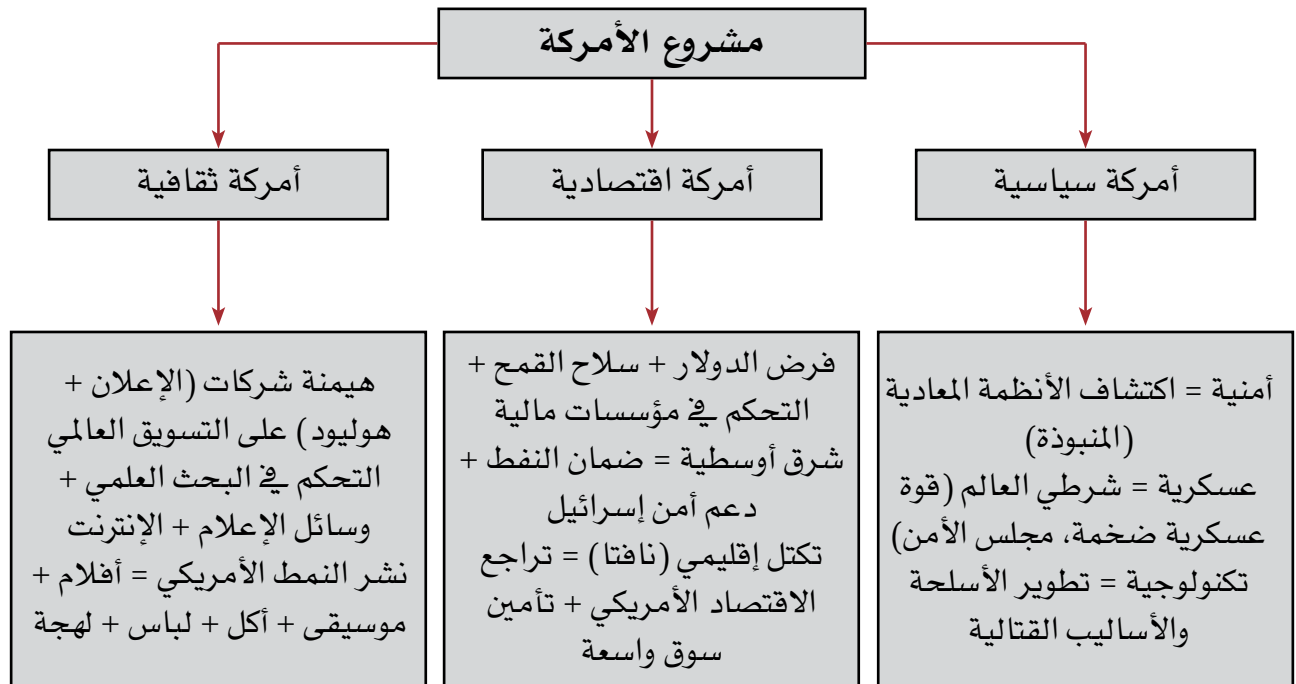 مشروع الأمركة
أمركة سياسية
أمركة اقتصادية
أمركة ثقافية
أمنية = اكتشاف الأنظمة المعادية
(المنبوذة)
عسكرية = شرطي العالم (قوة
عسكرية ضخمة، مجلس الأمن)
تكنولوجية = تطوير الأسلحة
والأساليب القتالية
فرض الدولار + سلاح القمح +
التحكم في مؤسسات مالية
شرق أوسطية = ضمان النفط +
دعم أمن إسرائيل
تكتل إقليمي (نافتا) = تراجع
الاقتصاد الأمريكي + تأمين
سوق واسعة
هيمنة شركات (الإعلان +
هوليود) على التسويق العالمي
التحكم في البحث العلمي +
وسائل الإعلام + الإنترنت
نشر النمط الأمريكي = أفلام +
موسيقى + أكل + لباس + لهجة